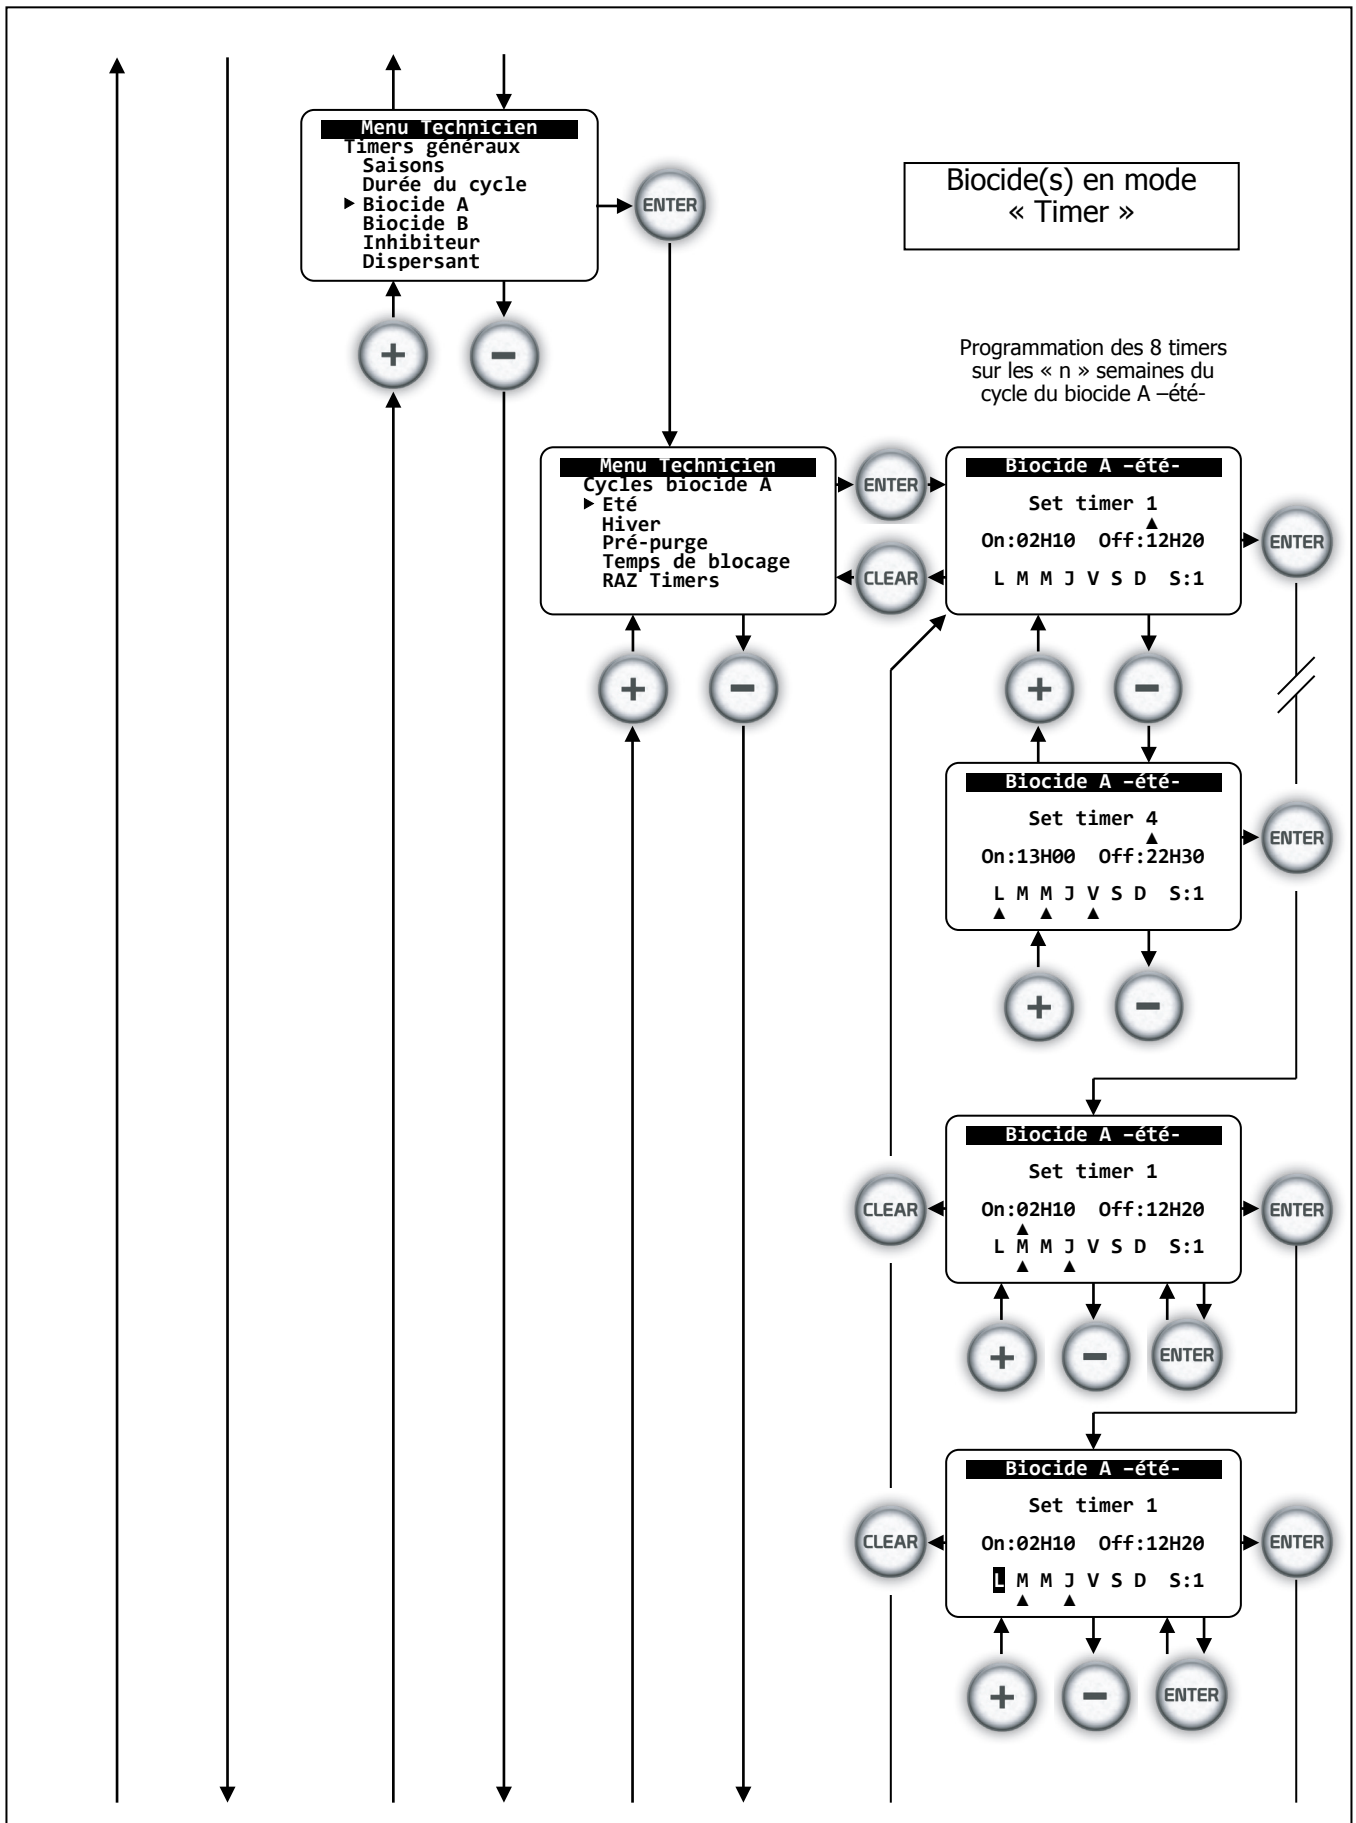 Menu Technicien
Timers généraux
Saisons
Durée du cycle
Biocide A
Biocide B
Inhibiteur
Dispersant
ENTER
Biocide(s) en mode
« Timer »
+
−
Programmation des 8 timers
sur les « n » semaines du
cycle du biocide A –été-
Menu Technicien
Cycles biocide A
Eté
Hiver
Pré-purge
Temps de blocage
RAZ Timers
ENTER
CLEAR
Biocide A –été-
Set timer 1
On:02H10 Off:12H20
L M M J V S D S:1
ENTER
+
−
+
−
Biocide A –été-
Set timer 4
On:13H00 Off:22H30
L M M J V S D S:1
ENTER
+
−
Biocide A –été-
Set timer 1
On:02H10 Off:12H20
L M M J V S D S:1
CLEAR
ENTER
+
−
ENTER
Biocide A –été-
Set timer 1
On:02H10 Off:12H20
L M M J V S D S:1
CLEAR
ENTER
+
−
ENTER